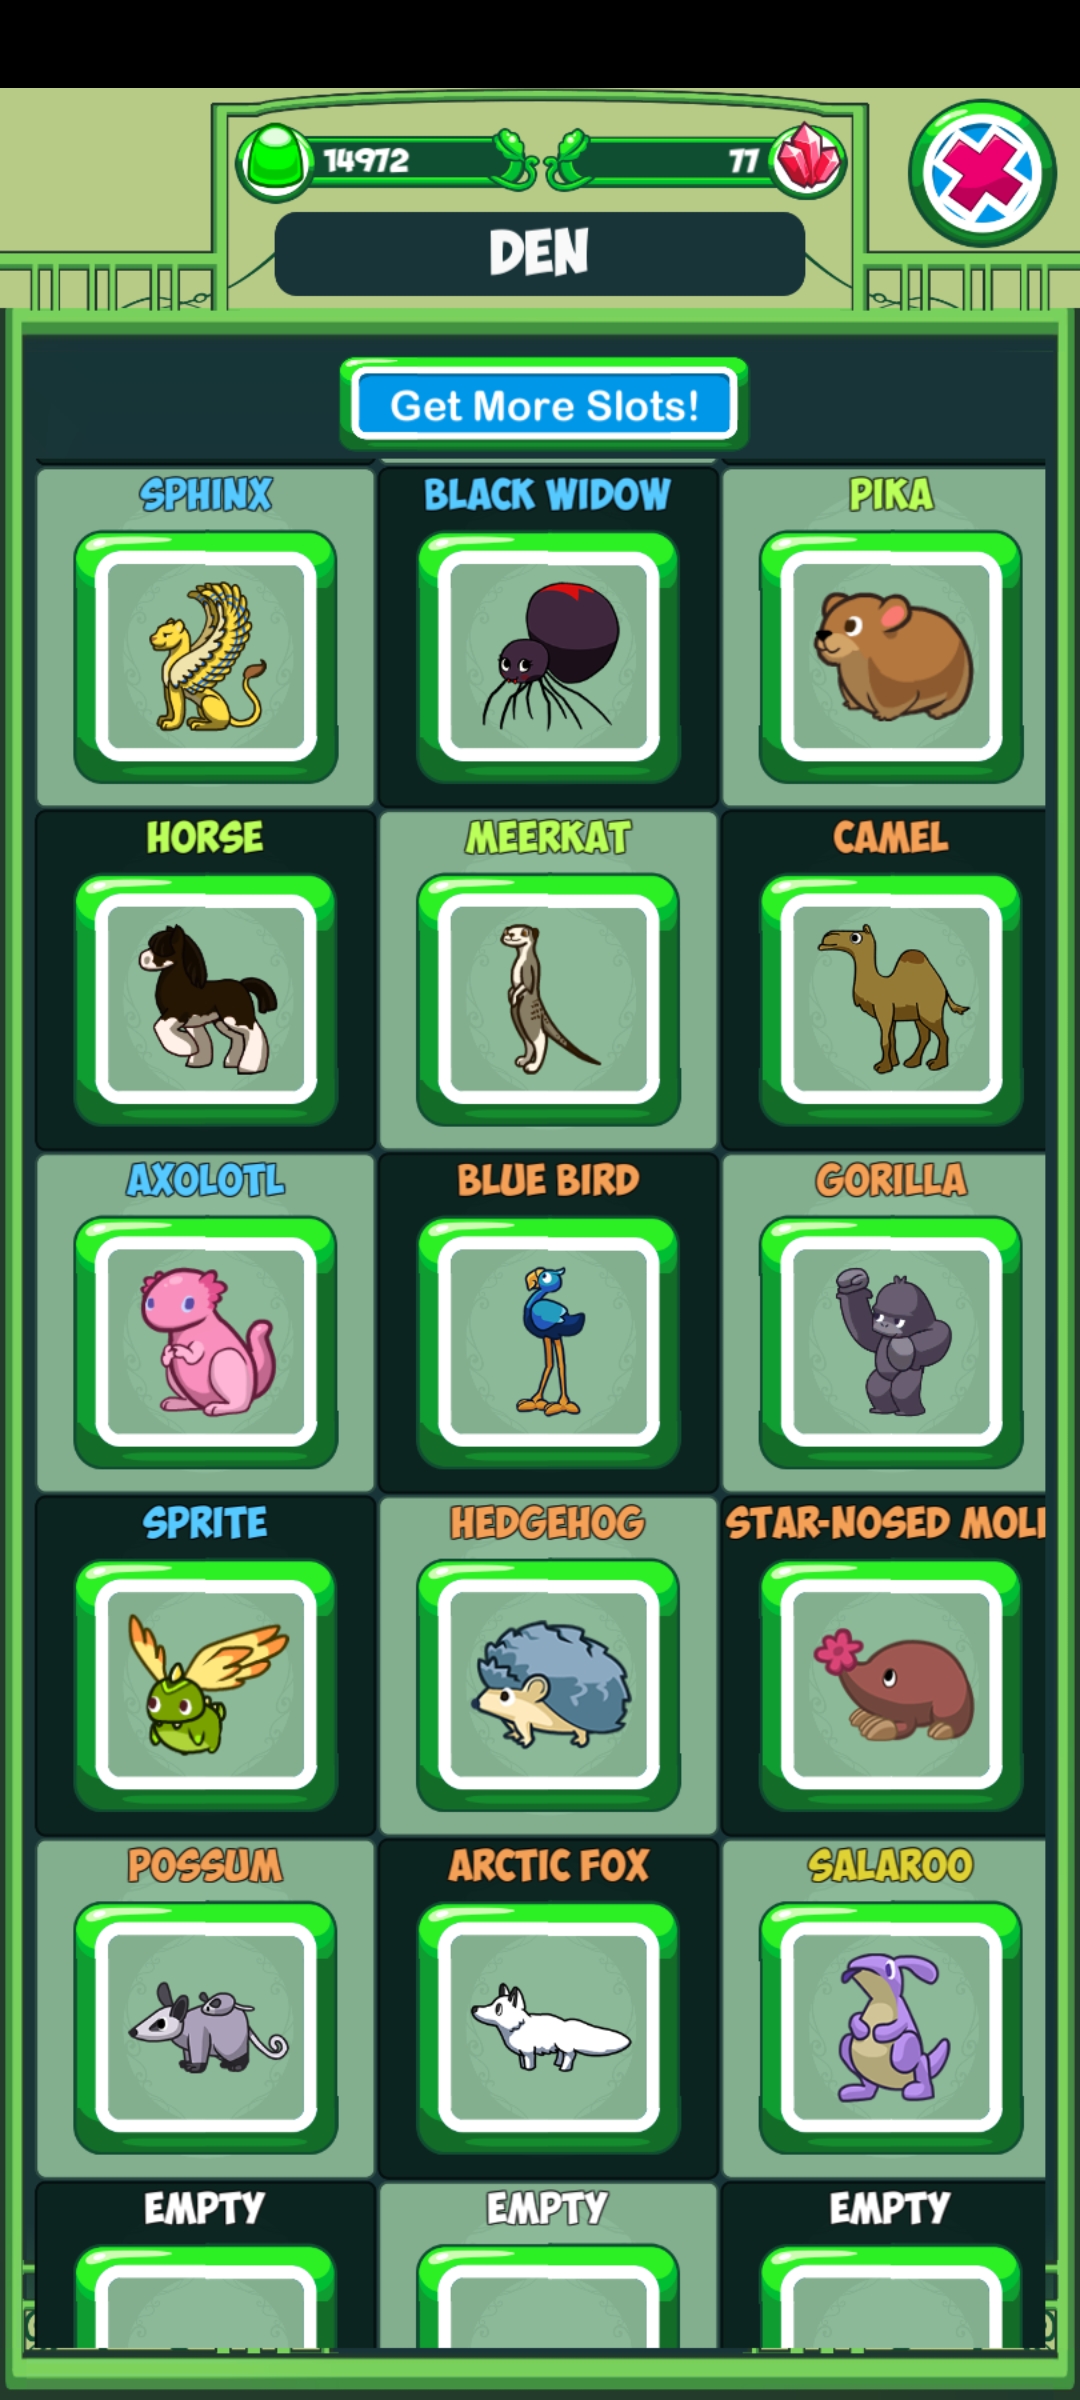 14972 77
DEN
Get More Slots!
SPHINX BLACK WIDOW PIKA
HORSE MEERKAT CAMEL
AXOLOTL BLUE BIRD GORILLA
SPRITE HEDGEHOG STAR-NOSED MOL
POSSUM ARCTIC FOX SALAROO
EMPTY EMPTY EMPTY